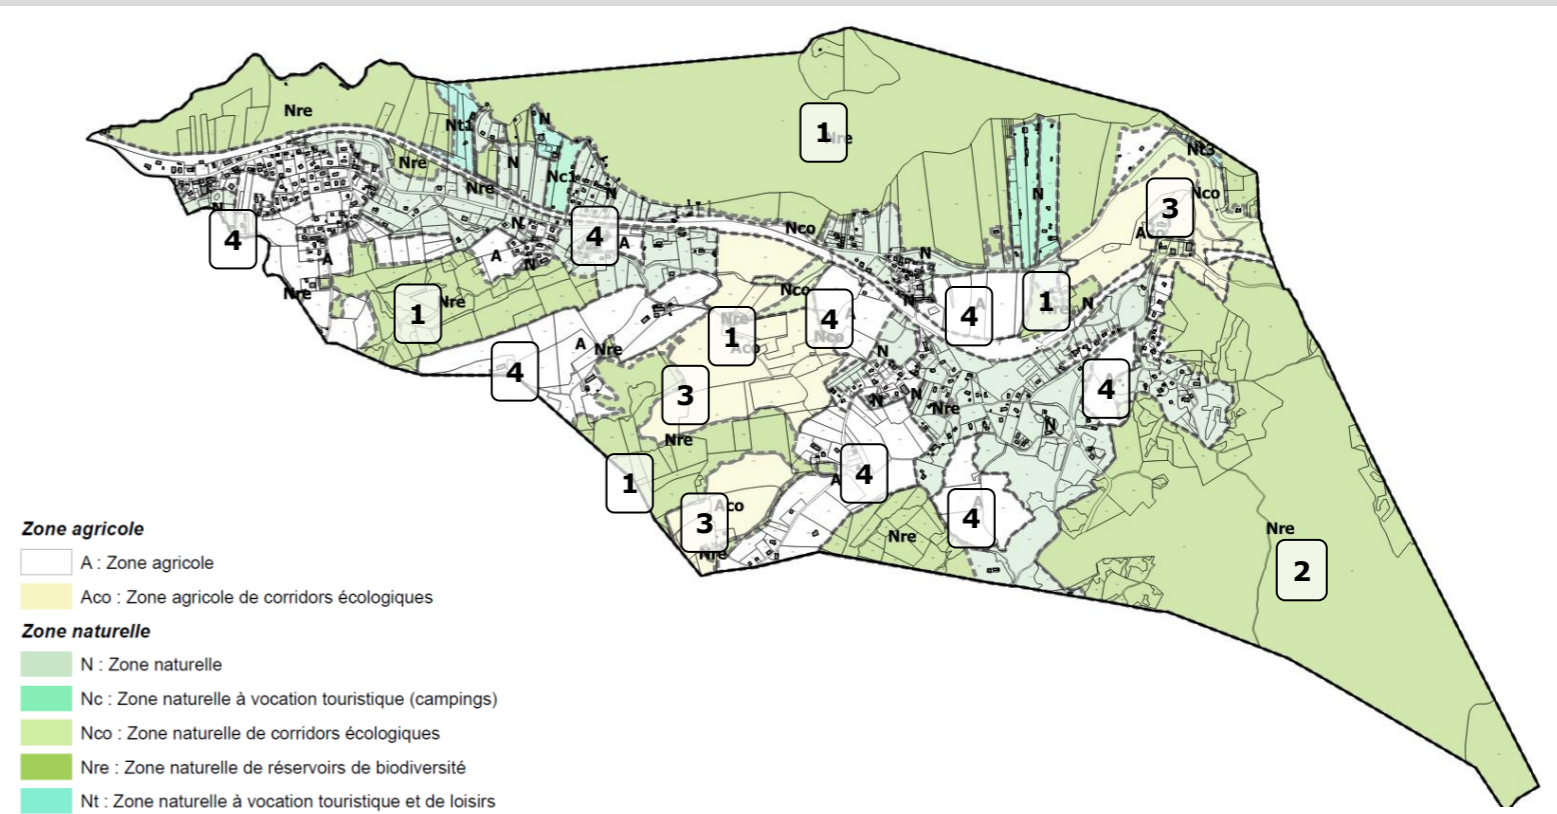 Nre
1
Nre
Nt1
N
Nre
N
Nc1
Nre
N
N
Nt3
Nco
3
A
N
4
N
4
A
Nco
A
A
N
N
Nre
1
Nre
Nco
N
4
A
4
A
1
Nre
N
N
Nre
1
Aco
Nco
A
Nre
4
3
N
N
N
Nre
4
N
Nre
1
4
A
3
Aco
Nre
Nre
A
4
Nre
2
Zone agricole
A : Zone agricole
Aco : Zone agricole de corridors écologiques
Zone naturelle
N : Zone naturelle
Nc : Zone naturelle à vocation touristique (campings)
Nco : Zone naturelle de corridors écologiques
Nre : Zone naturelle de réservoirs de biodiversité
Nt : Zone naturelle à vocation touristique et de loisirs